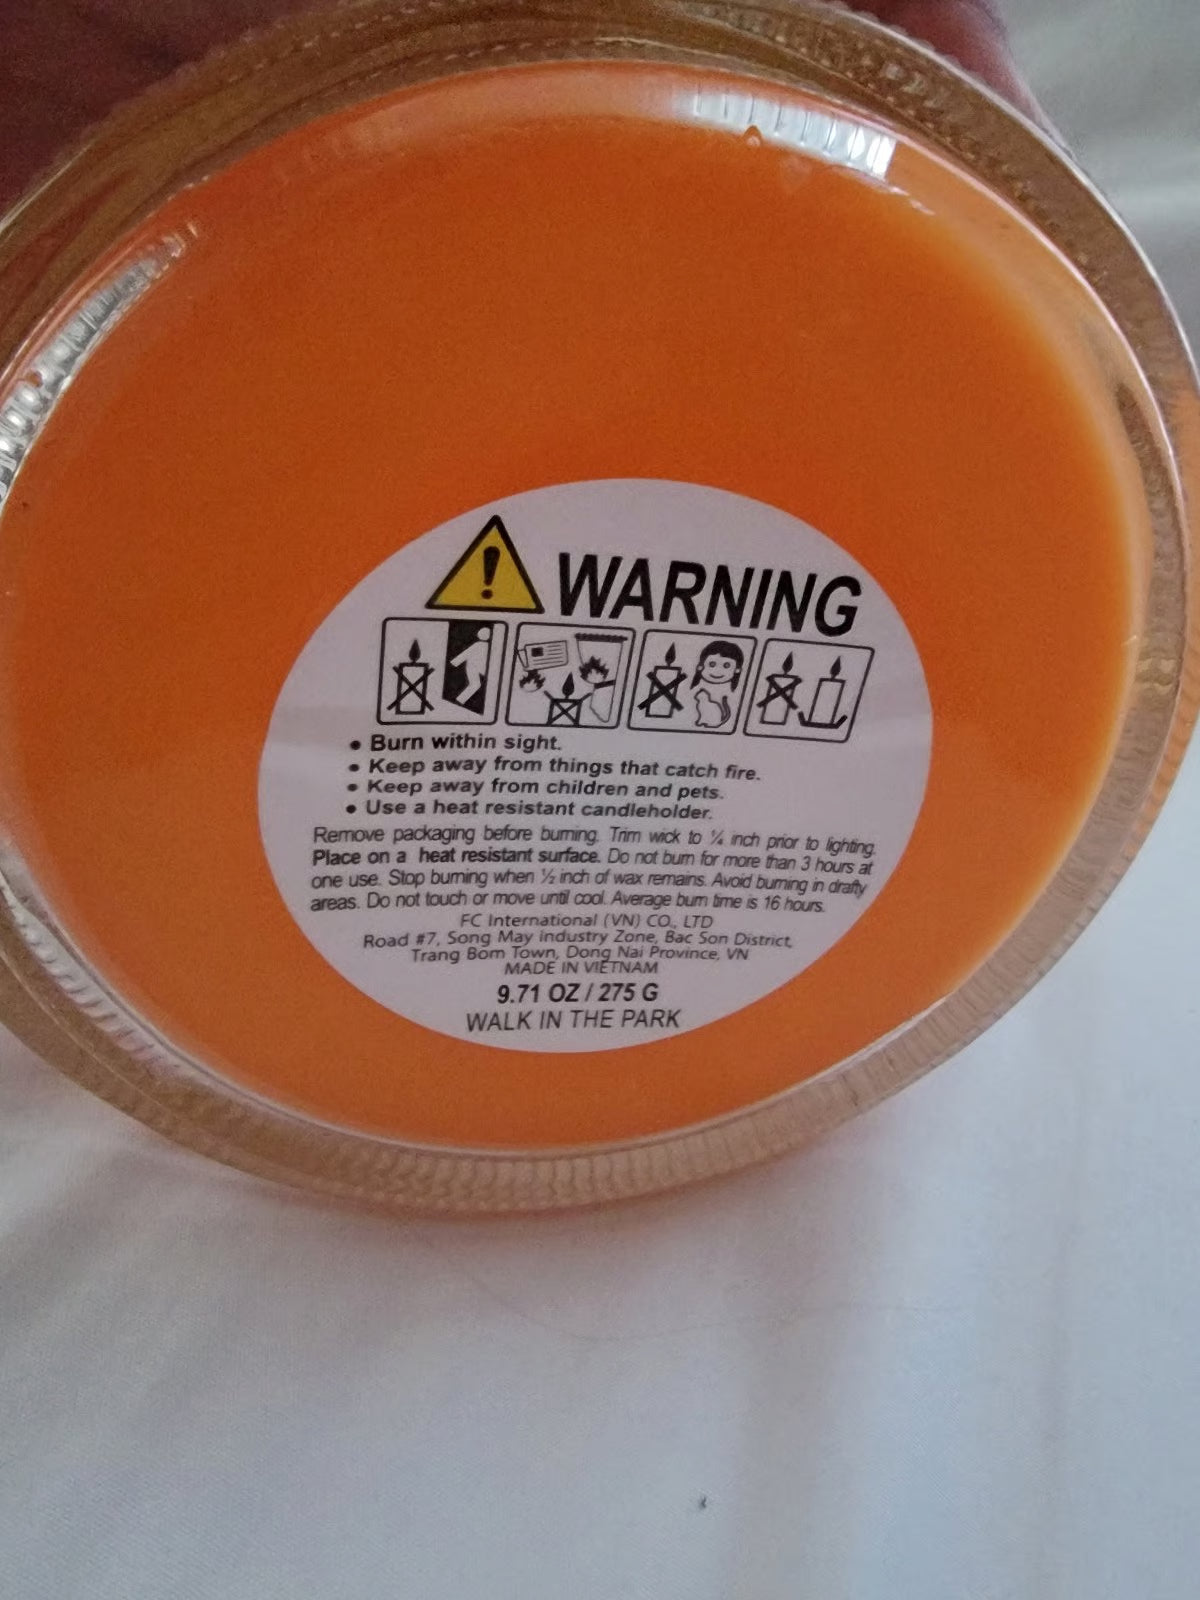 WARNING
• Burn within sight.
• Keep away from things that catch fire.
• Keep away from children and pets.
• Use a heat resistant candleholder.
Remove packaging before burning. Trim wick to ¼ inch prior to lighting.
Place on a heat resistant surface. Do not burn for more than 3 hours at
one use. Stop burning when ½ inch of wax remains. Avoid burning in drafty
areas. Do not touch or move until cool. Average burn time is 16 hours.
FC International (VN) CO., LTD
Road #7, Song May industry Zone, Bac Son District,
Trang Bom Town, Dong Nai Province, VN
MADE IN VIETNAM
9.71 OZ / 275 G
WALK IN THE PARK